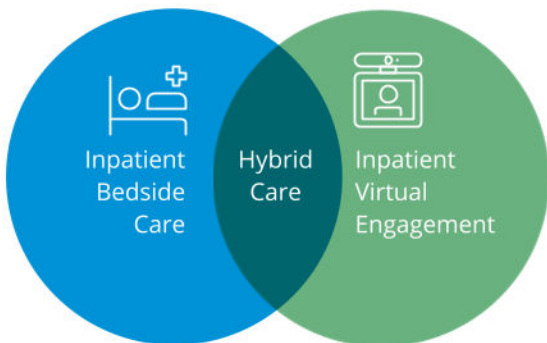 Inpatient
Bedside
Care
Hybrid
Care
Inpatient
Virtual
Engagement